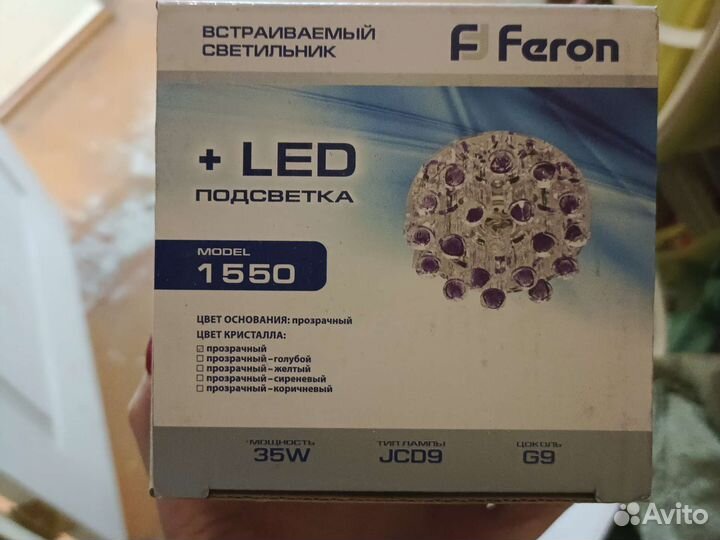 ВСТРАИВАЕМЫЙ
СВЕТИЛЬНИК
Feron
+ LED
ПОДСВЕТКА
MODEL
1550
ЦВЕТ ОСНОВАНИЯ: прозрачный
ЦВЕТ КРИСТАЛЛА:
прозрачный
прозрачный-голубой
прозрачный-желтый
прозрачный-сиреневый
прозрачный-коричневый
МОЩНОСТЬ
35W
ТИП ЛАМПЫ
JCD9
ЦОКОЛЬ
G9
Avito